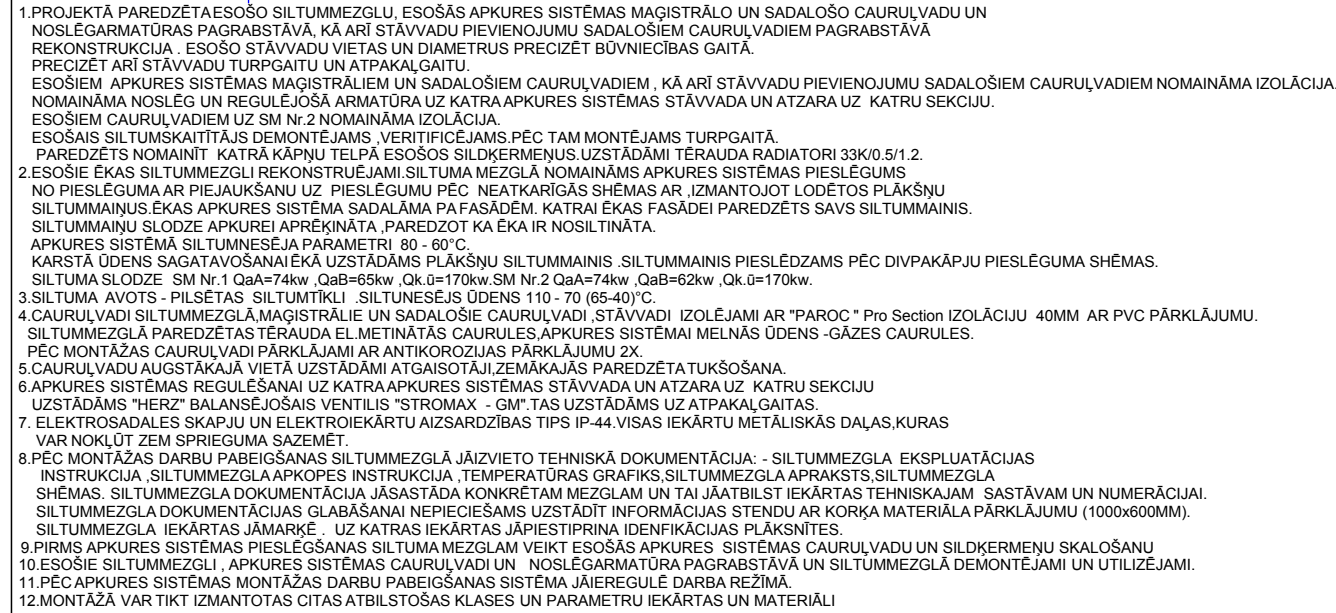 1.PROJEKTĀ PAREDZĒTA ESOŠO SILTUMMEZGLU, ESOŠĀS APKURES SISTĒMAS MAĢISTRĀLO UN SADALOŠO CAURUĻVADU UN
NOSLĒGARMATŪRAS PAGRABSTĀVĀ, KĀ ARĪ STĀVVADU PIEVIENOJUMU SADALOŠIEM CAURUĻVADIEM PAGRABSTĀVĀ
REKONSTRUKCIJA . ESOŠO STĀVVADU VIETAS UN DIAMETRUS PRECIZĒT BŪVNIECĪBAS GAITĀ.
PRECIZĒT ARĪ STĀVVADU TURPGAITU UN ATPAKAĻGAITU.
ESOŠIEM APKURES SISTĒMAS MAĢISTRĀLIEM UN SADALOŠIEM CAURUĻVADIEM , KĀ ARĪ STĀVVADU PIEVIENOJUMU SADALOŠIEM CAURUĻVADIEM NOMAINĀMA IZOLĀCIJA.
NOMAINĀMA NOSLĒG UN REGULĒJOŠĀ ARMATŪRA UZ KATRA APKURES SISTĒMAS STĀVVADA UN ATZARA UZ KATRU SEKCIJU.
ESOŠIEM CAURUĻVADIEM UZ SM Nr.2 NOMAINĀMA IZOLĀCIJA.
ESOŠAIS SILTUMSKAITĪTĀJS DEMONTĒJAMS ,VERITIFICĒJAMS.PĒC TAM MONTĒJAMS TURPGAITĀ.
PAREDZĒTS NOMAINĪT KATRĀ KĀPŅU TELPĀ ESOŠOS SILDĶERMEŅUS.UZSTĀDĀMI TĒRAUDA RADIATORI 33K/0.5/1.2.
2.ESOŠIE ĒKAS SILTUMMEZGLI REKONSTRUĒJAMI.SILTUMA MEZGLĀ NOMAINĀMS APKURES SISTĒMAS PIESLĒGUMS
NO PIESLĒGUMA AR PIEJAUKŠANU UZ PIESLĒGUMU PĒC NEATKARĪGĀS SHĒMAS AR ,IZMANTOJOT LODĒTOS PLĀKŠŅU
SILTUMMAIŅUS.ĒKAS APKURES SISTĒMA SADALĀMA PA FASĀDĒM. KATRAI ĒKAS FASĀDEI PAREDZĒTS SAVS SILTUMMAINIS.
SILTUMMAIŅU SLODZE APKUREI APRĒĶINĀTA ,PAREDZOT KA ĒKA IR NOSILTINĀTA.
APKURES SISTĒMĀ SILTUMNESĒJA PARAMETRI 80 - 60°C.
KARSTĀ ŪDENS SAGATAVOŠANAI ĒKĀ UZSTĀDĀMS PLĀKŠŅU SILTUMMAINIS .SILTUMMAINIS PIESLĒDZAMS PĒC DIVPAKĀPJU PIESLĒGUMA SHĒMAS.
SILTUMA SLODZE SM Nr.1 QaA=74kw ,QaB=65kw ,Qk.ū=170kw.SM Nr.2 QaA=74kw ,QaB=62kw ,Qk.ū=170kw.
3.SILTUMA AVOTS - PILSĒTAS SILTUMTĪKLI .SILTUNESĒJS ŪDENS 110 - 70 (65-40)°C.
4.CAURUĻVADI SILTUMMEZGLĀ,MAĢISTRĀLIE UN SADALOŠIE CAURUĻVADI ,STĀVVADI IZOLĒJAMI AR "PAROC " Pro Section IZOLĀCIJU 40MM AR PVC PĀRKLĀJUMU.
SILTUMMEZGLĀ PAREDZĒTAS TĒRAUDA EL.METINĀTĀS CAURULES,APKURES SISTĒMAI MELNĀS ŪDENS -GĀZES CAURULES.
PĒC MONTĀŽAS CAURUĻVADI PĀRKLĀJAMI AR ANTIKOROZIJAS PĀRKLĀJUMU 2X.
5.CAURUĻVADU AUGSTĀKAJĀ VIETĀ UZSTĀDĀMI ATGAISOTĀJI,ZEMĀKAJĀS PAREDZĒTA TUKŠOŠANA.
6.APKURES SISTĒMAS REGULĒŠANAI UZ KATRA APKURES SISTĒMAS STĀVVADA UN ATZARA UZ KATRU SEKCIJU
UZSTĀDĀMS "HERZ" BALANSĒJOŠAIS VENTILIS "STROMAX - GM".TAS UZSTĀDĀMS UZ ATPAKAĻGAITAS.
7. ELEKTROSADALES SKAPJU UN ELEKTROIEKĀRTU AIZSARDZĪBAS TIPS IP-44.VISAS IEKĀRTU METĀLISKĀS DAĻAS,KURAS
VAR NOKĻŪT ZEM SPRIEGUMA SAZEMĒT.
8.PĒC MONTĀŽAS DARBU PABEIGŠANAS SILTUMMEZGLĀ JĀIZVIETO TEHNISKĀ DOKUMENTĀCIJA: - SILTUMMEZGLA EKSPLUATĀCIJAS
INSTRUKCIJA ,SILTUMMEZGLA APKOPES INSTRUKCIJA ,TEMPERATŪRAS GRAFIKS,SILTUMMEZGLA APRAKSTS,SILTUMMEZGLA
SHĒMAS. SILTUMMEZGLA DOKUMENTĀCIJA JĀSASTĀDA KONKRĒTAM MEZGLAM UN TAI JĀATBILST IEKĀRTAS TEHNISKAJAM SASTĀVAM UN NUMERĀCIJAI.
SILTUMMEZGLA DOKUMENTĀCIJAS GLABĀŠANAI NEPIECIEŠAMS UZSTĀDĪT INFORMĀCIJAS STENDU AR KORĶA MATERIĀLA PĀRKLĀJUMU (1000x600MM).
SILTUMMEZGLA IEKĀRTAS JĀMARĶĒ . UZ KATRAS IEKĀRTAS JĀPIESTIPRINA IDENFIKĀCIJAS PLĀKSNĪTES.
9.PIRMS APKURES SISTĒMAS PIESLĒGŠANAS SILTUMA MEZGLAM VEIKT ESOŠĀS APKURES SISTĒMAS CAURUĻVADU UN SILDĶERMEŅU SKALOŠANU
10.ESOŠIE SILTUMMEZGLI , APKURES SISTĒMAS CAURUĻVADI UN NOSLĒGARMATŪRA PAGRABSTĀVĀ UN SILTUMMEZGLĀ DEMONTĒJAMI UN UTILIZĒJAMI.
11.PĒC APKURES SISTĒMAS MONTĀŽAS DARBU PABEIGŠANAS SISTĒMA JĀIEREGULĒ DARBA REŽĪMĀ.
12.MONTĀŽĀ VAR TIKT IZMANTOTAS CITAS ATBILSTOŠAS KLASES UN PARAMETRU IEKĀRTAS UN MATERIĀLI